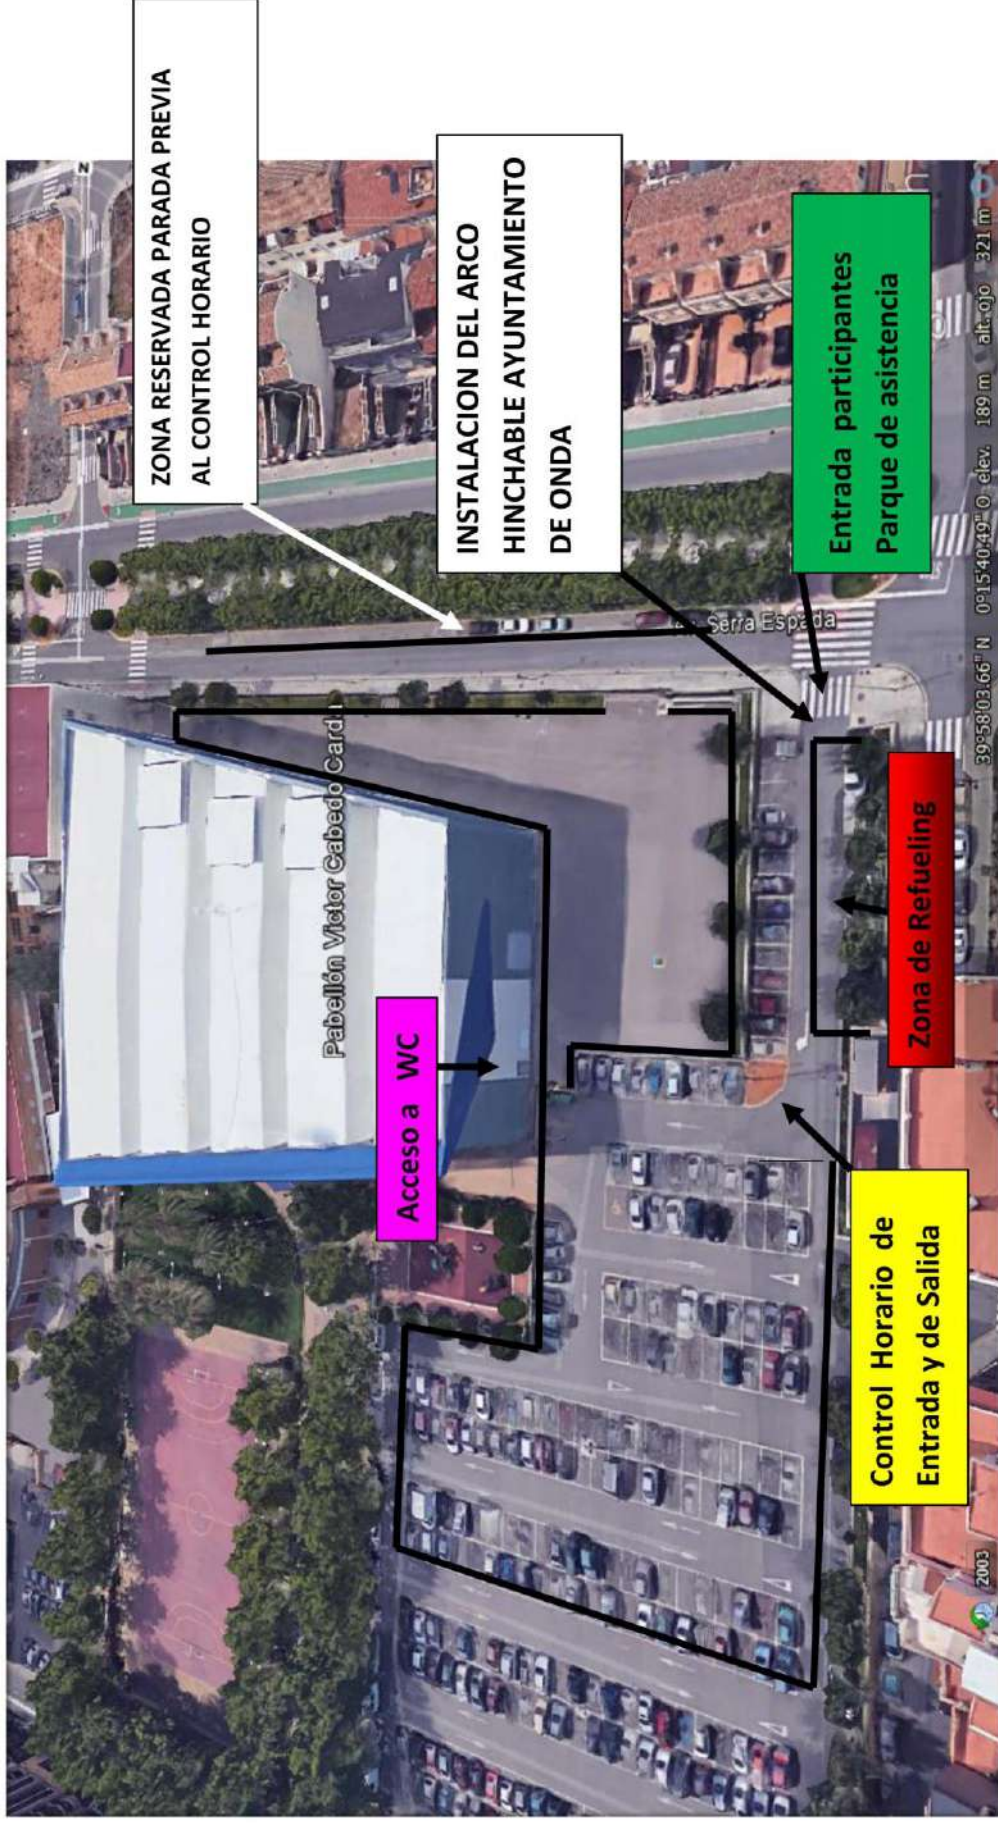 ZONA RESERVADA PARADA PREVIA
AL CONTROL HORARIO
N
INSTALACION DEL ARCO
HINCHABLE AYUNTAMIENTO
DE ONDA
Entrada participantes
Parque de asistencia
Serra Espada
Pabellón Victor Cabedo Carda
Acceso a WC
Zona de Refueling
Control Horario de
Entrada y de Salida
2003
39°58'03.66" N 0°15'40.49" O elev. 189 m alt. ojo 321 m